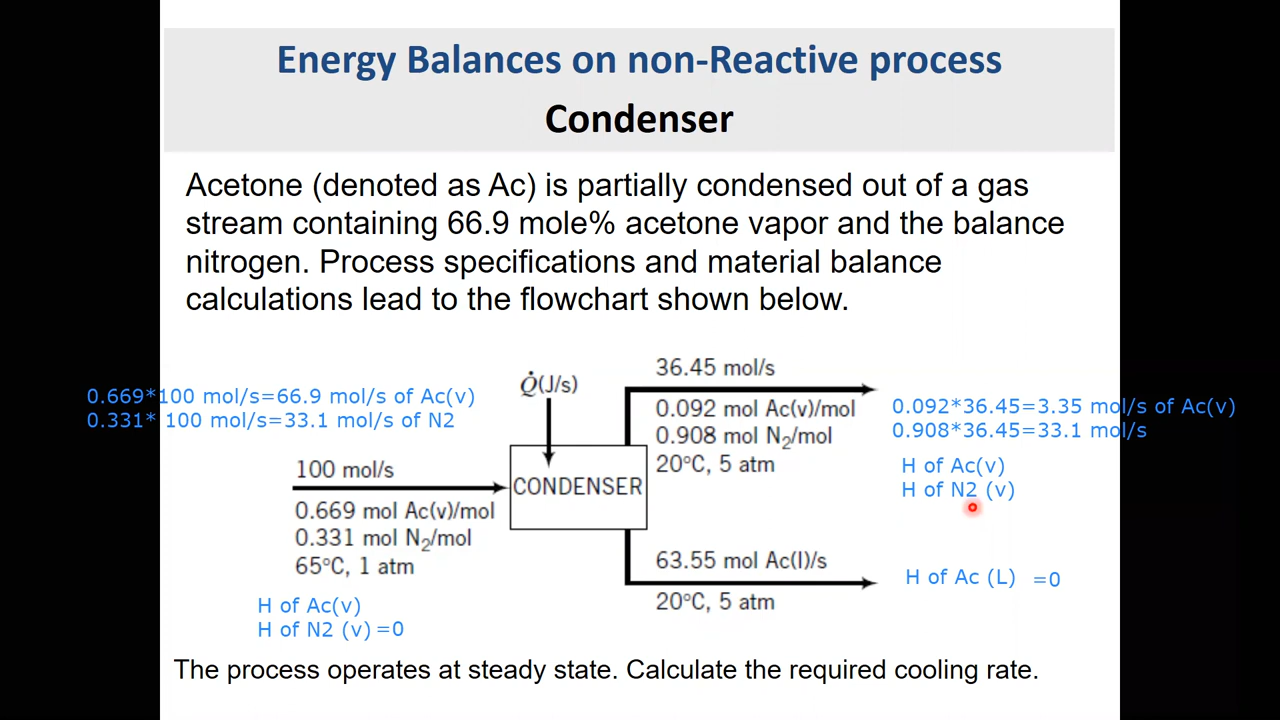 Energy Balances on non-Reactive process
Condenser
Acetone (denoted as Ac) is partially condensed out of a gas
stream containing 66.9 mole% acetone vapor and the balance
nitrogen. Process specifications and material balance
calculations lead to the flowchart shown below.
0.669*100 mol/s=66.9 mol/s of Ac(v)
0.331* 100 mol/s=33.1 mol/s of N2
Q̇(J/s)
36.45 mol/s
0.092 mol Ac(v)/mol
0.908 mol N₂/mol
20°C, 5 atm
0.092*36.45=3.35 mol/s of Ac(v)
0.908*36.45=33.1 mol/s
H of Ac(v)
H of N2 (v)
100 mol/s
0.669 mol Ac(v)/mol
0.331 mol N₂/mol
65°C, 1 atm
CONDENSER
H of Ac(v)
H of N2 (v) =0
63.55 mol Ac(l)/s
20°C, 5 atm
H of Ac (L) =0
The process operates at steady state. Calculate the required cooling rate.